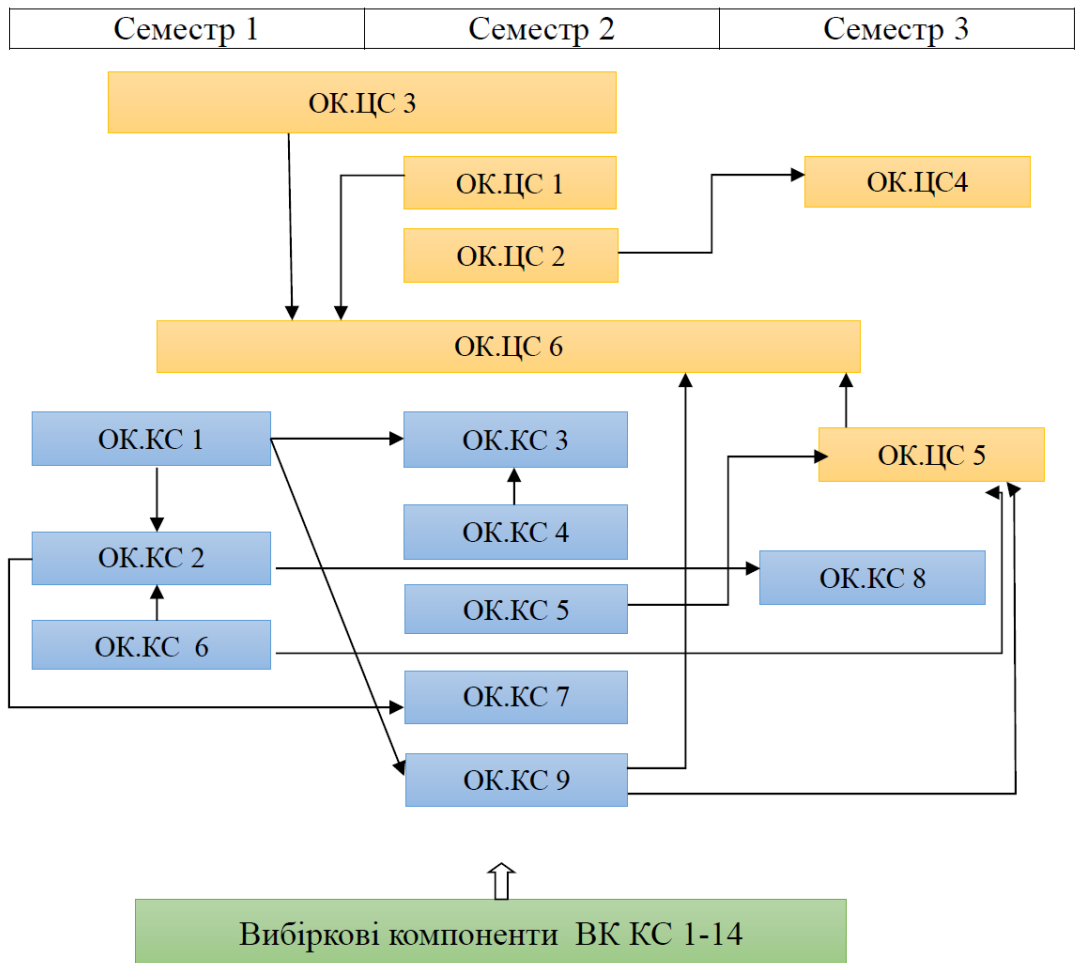 Семестр 1 Семестр 2 Семестр 3
ОК.ЦС 3
ОК.ЦС 1
ОК.ЦС4
ОК.ЦС 2
ОК.ЦС 6
ОК.КС 1
ОК.КС 3
ОК.ЦС 5
ОК.КС 4
ОК.КС 2
ОК.КС 8
ОК.КС 5
ОК.КС 6
ОК.КС 7
ОК.КС 9
Вибіркові компоненти ВК КС 1-14